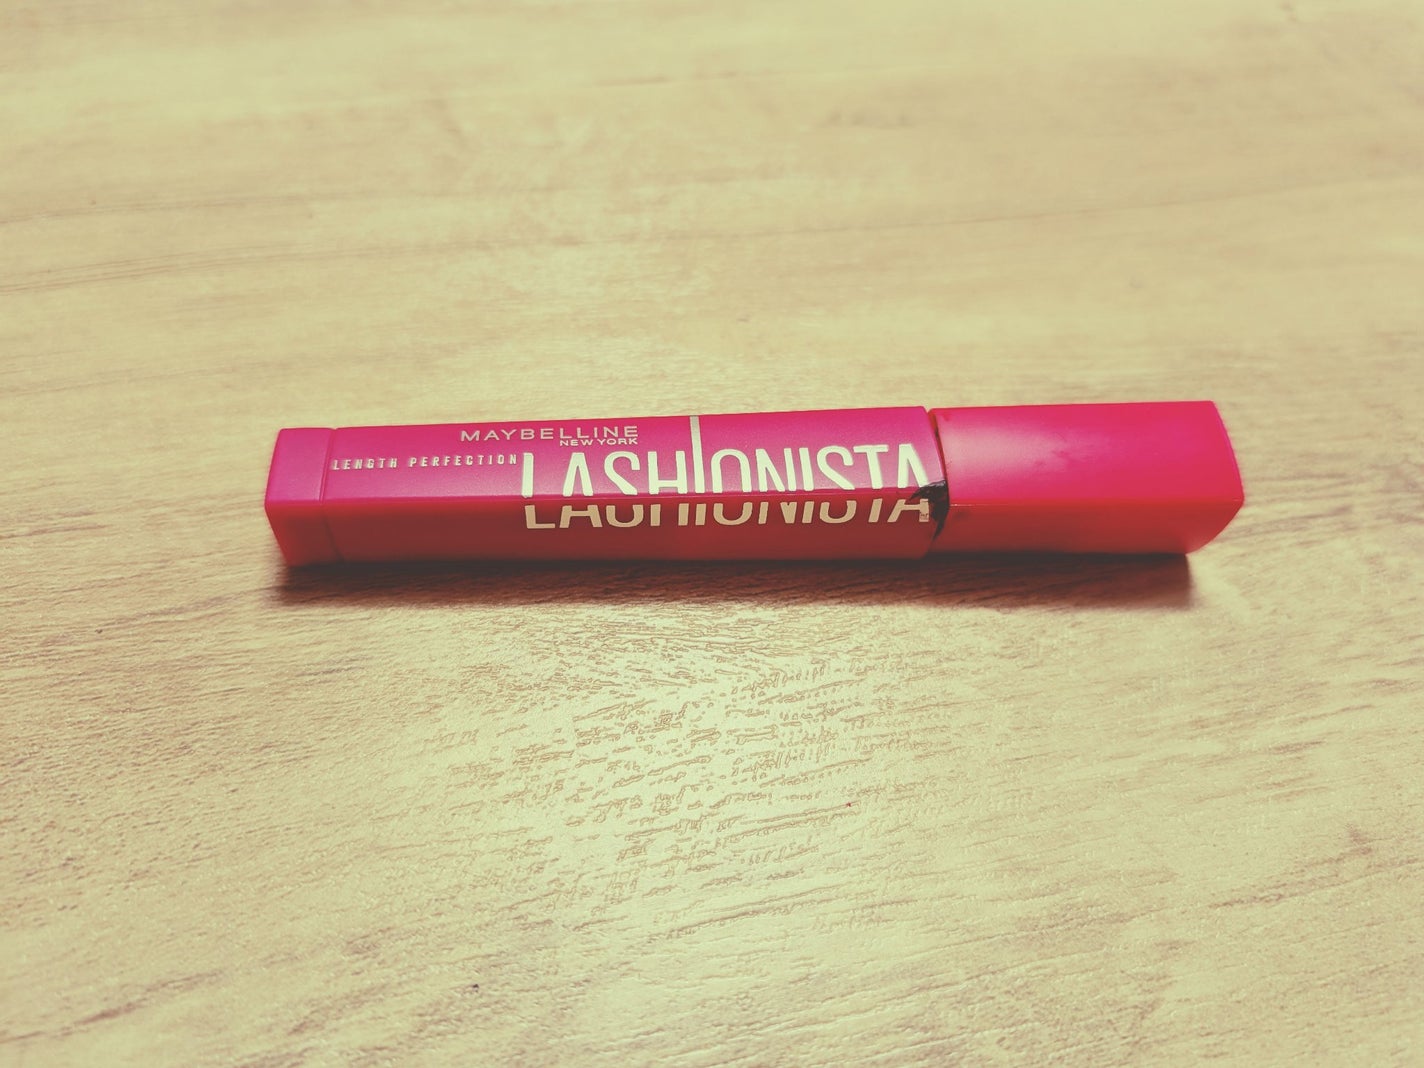 MAYBELLINE
NEW YORK
LENGTH PERFECTION
LASHIONISTA